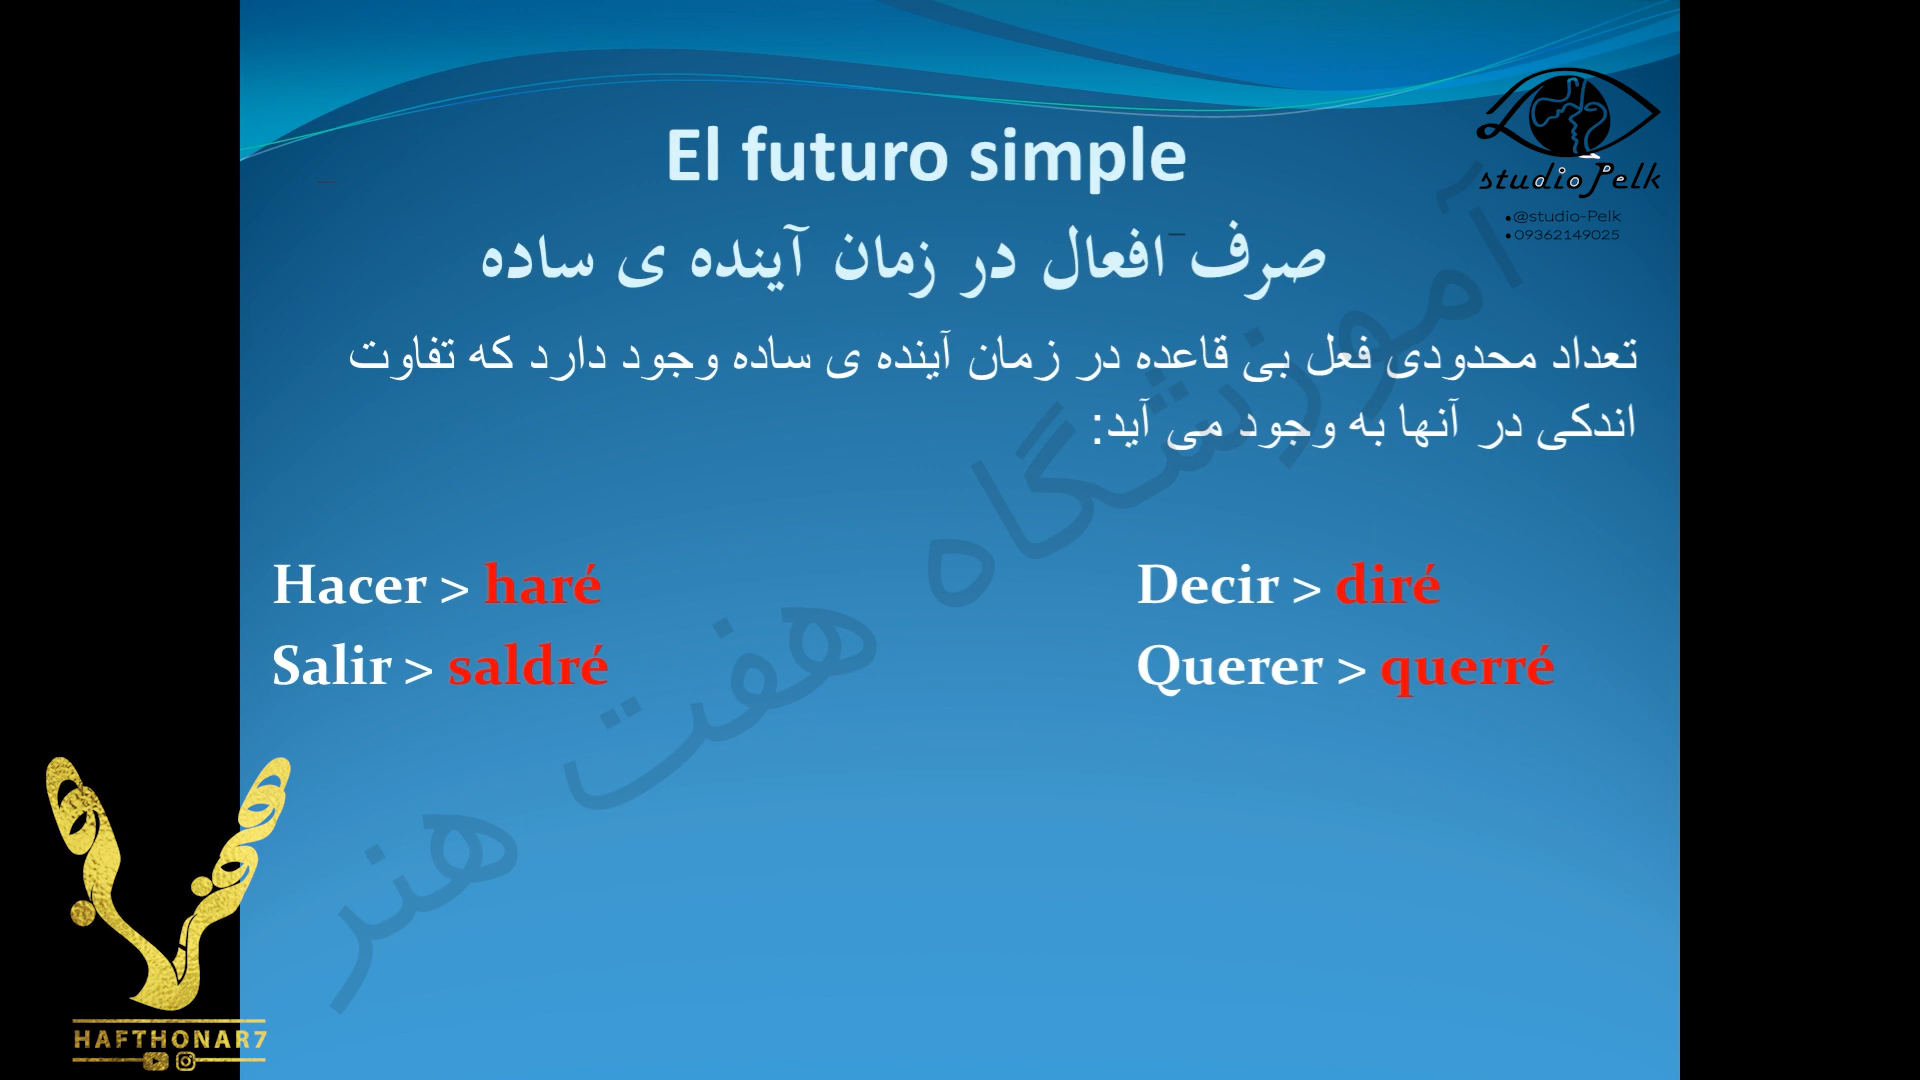 El futuro simple
studio Pelk
@studio-Pelk
09362149025
صرف افعال در زمان آینده ی ساده
تعداد محدودی فعل بی قاعده در زمان آینده ی ساده وجود دارد که تفاوت
اندکی در آنها به وجود می آید:
Hacer > haré
Decir > diré
Salir > saldré
Querer > querré
آموزشگاه هفت هنر
HAFTHONAR7